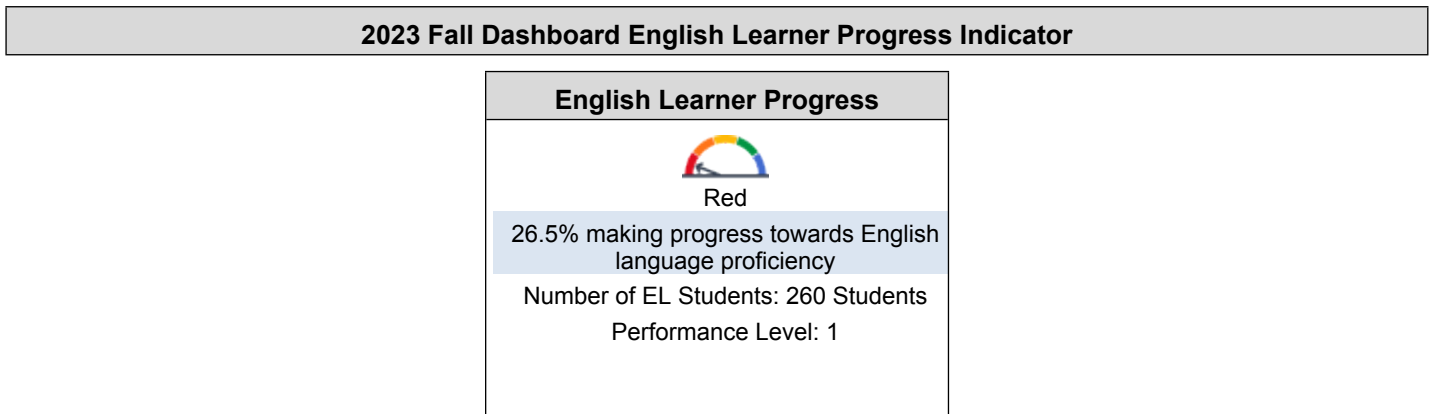 2023 Fall Dashboard English Learner Progress Indicator
English Learner Progress
Red
26.5% making progress towards English
language proficiency
Number of EL Students: 260 Students
Performance Level: 1